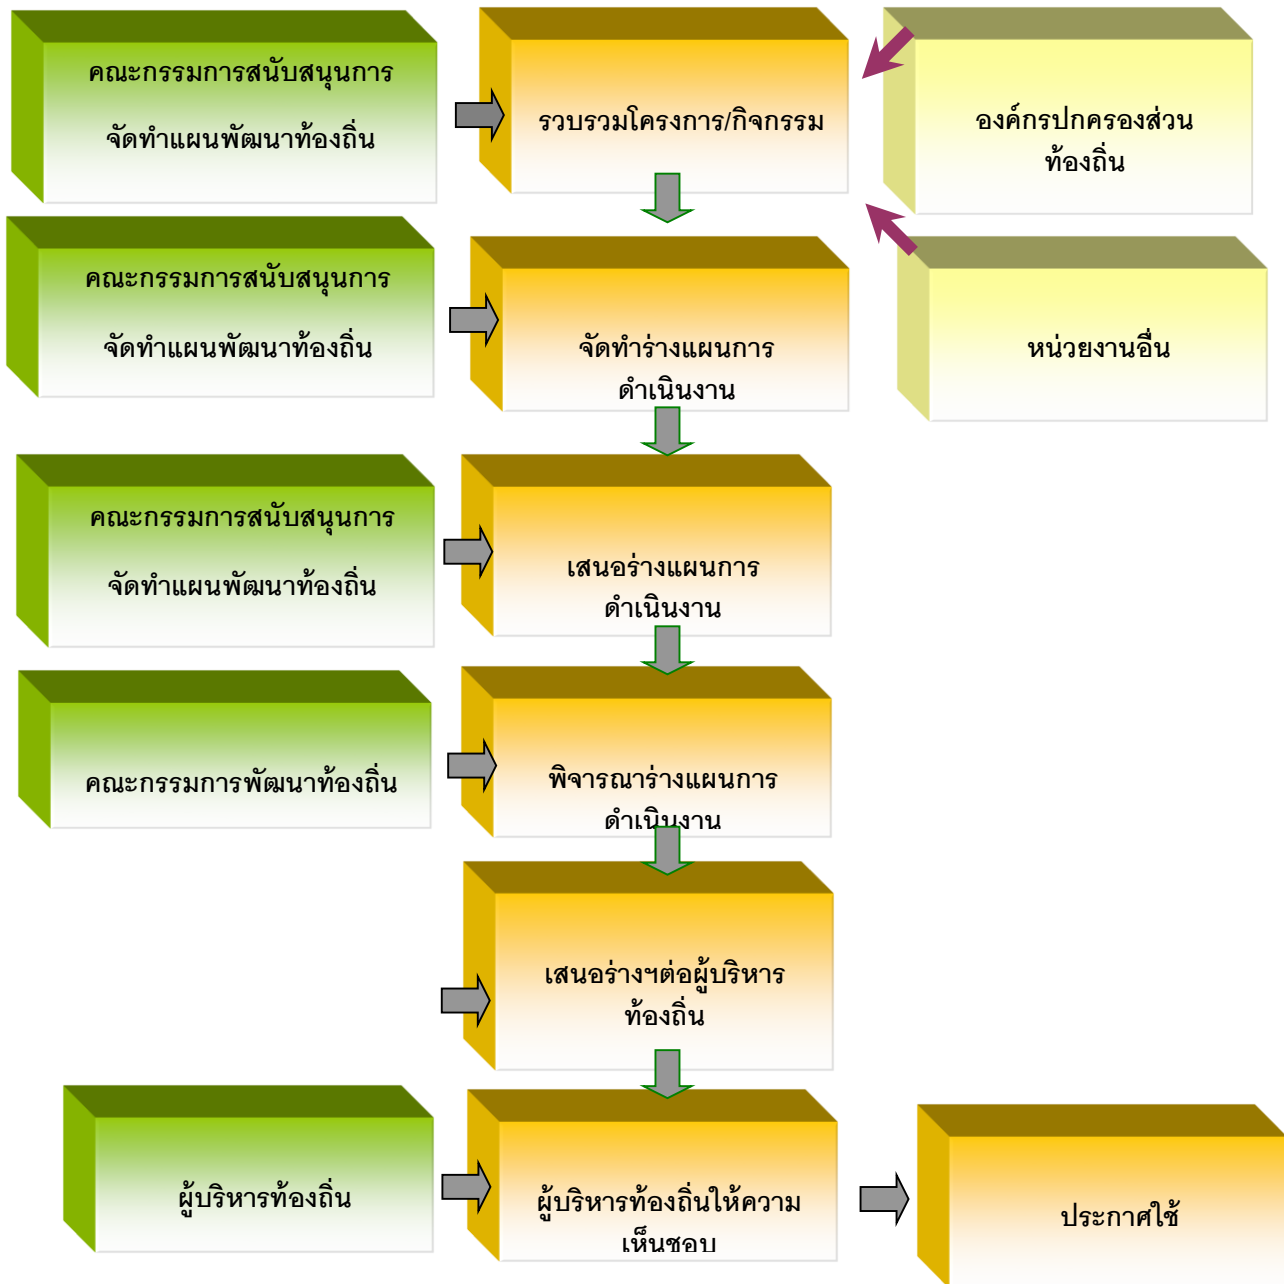 คณะกรรมการสนับสนุนการ
จัดทำแผนพัฒนาท้องถิ่น
รวบรวมโครงการ/กิจกรรม
องค์กรปกครองส่วน
ท้องถิ่น
คณะกรรมการสนับสนุนการ
จัดทำแผนพัฒนาท้องถิ่น
จัดทำร่างแผนการ
ดำเนินงาน
หน่วยงานอื่น
คณะกรรมการสนับสนุนการ
จัดทำแผนพัฒนาท้องถิ่น
เสนอร่างแผนการ
ดำเนินงาน
คณะกรรมการพัฒนาท้องถิ่น
พิจารณาร่างแผนการ
ดำเนินงาน
เสนอร่างฯต่อผู้บริหาร
ท้องถิ่น
ผู้บริหารท้องถิ่น
ผู้บริหารท้องถิ่นให้ความ
เห็นชอบ
ประกาศใช้